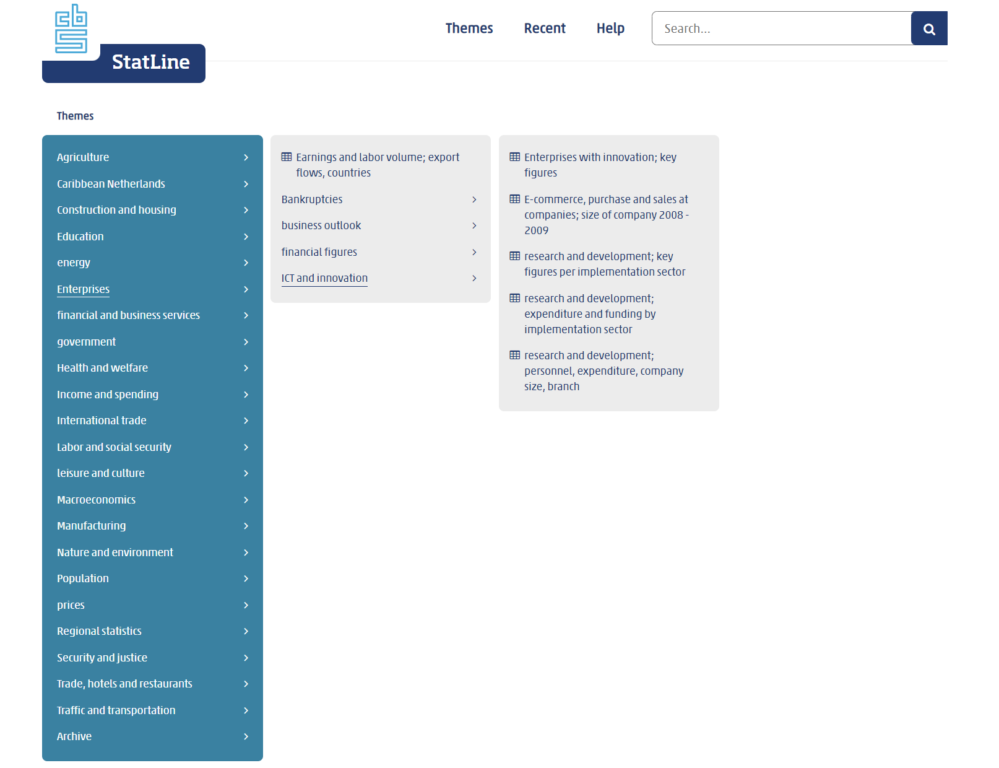 cbs
Themes
Recent
Help
Search...
StatLine
Themes
Agriculture
Caribbean Netherlands
Construction and housing
Education
energy
Enterprises
financial and business services
government
Health and welfare
Income and spending
International trade
Labor and social security
leisure and culture
Macroeconomics
Manufacturing
Nature and environment
Population
prices
Regional statistics
Security and justice
Trade, hotels and restaurants
Traffic and transportation
Archive
Earnings and labor volume; export
flows, countries
Bankruptcies
business outlook
financial figures
ICT and innovation
Enterprises with innovation; key
figures
E-commerce, purchase and sales at
companies; size of company 2008 -
2009
research and development; key
figures per implementation sector
research and development;
expenditure and funding by
implementation sector
research and development;
personnel, expenditure, company
size, branch